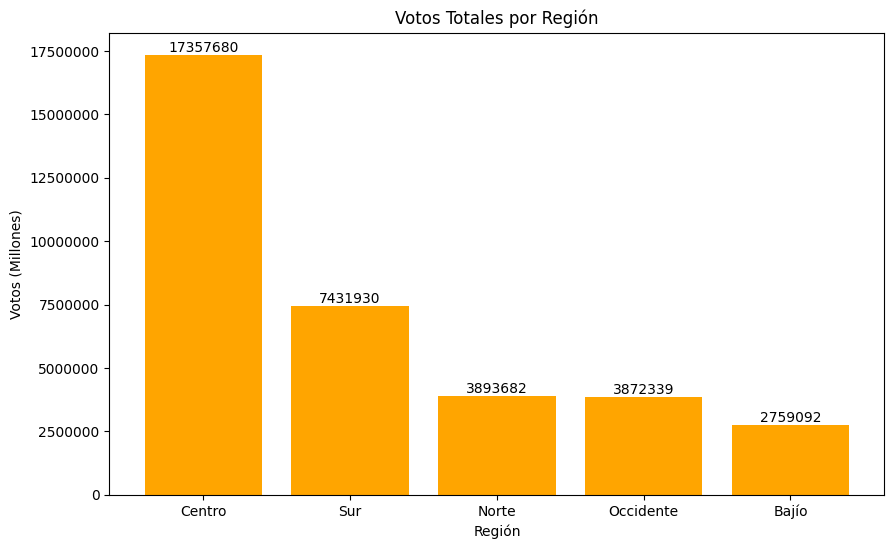 Votos Totales por Región
Votos (Millones)
17500000
15000000
12500000
10000000
7500000
5000000
2500000
0
17357680
7431930
3893682
3872339
2759092
Centro
Sur
Norte
Occidente
Bajío
Región